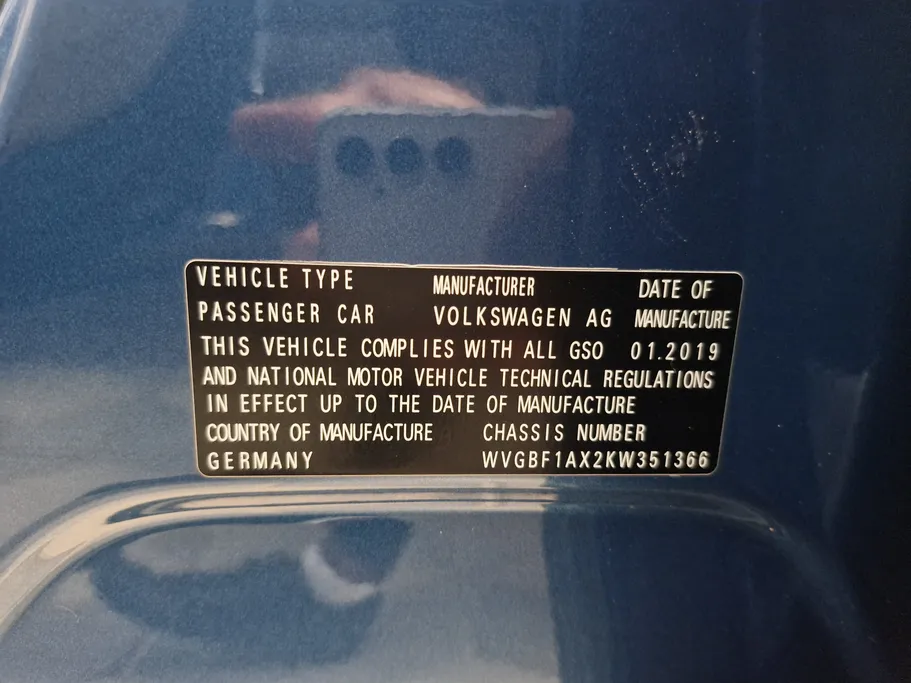 VEHICLE TYPE MANUFACTURER DATE OF
PASSENGER CAR VOLKSWAGEN AG MANUFACTURE
THIS VEHICLE COMPLIES WITH ALL GSO 01.2019
AND NATIONAL MOTOR VEHICLE TECHNICAL REGULATIONS
IN EFFECT UP TO THE DATE OF MANUFACTURE
COUNTRY OF MANUFACTURE CHASSIS NUMBER
GERMANY WVGBF1AX2KW351366